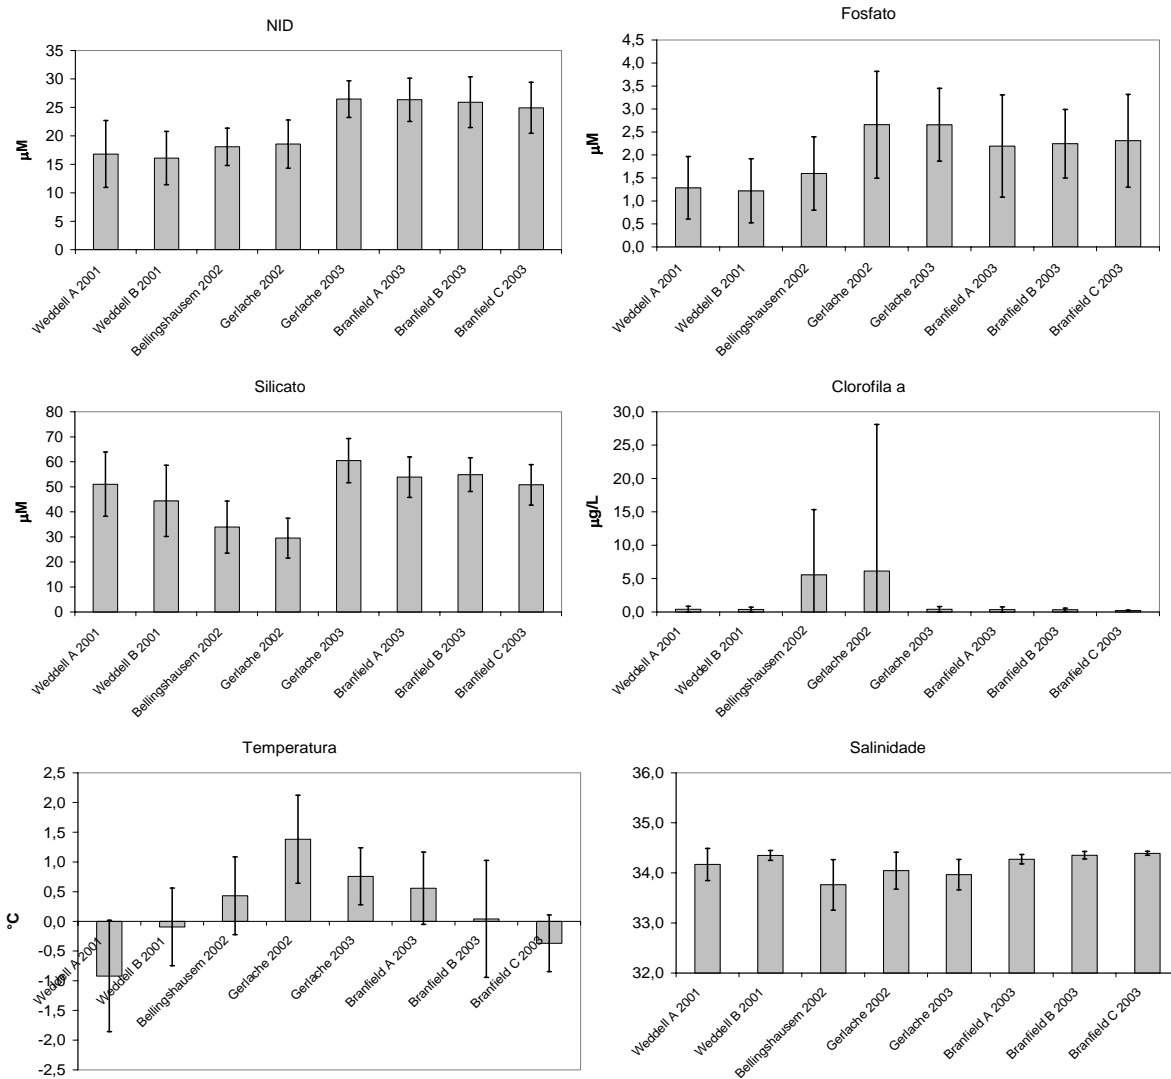 NID
35
30
25
20
15
10
5
0
µM
Weddell A 2001
Weddell B 2001
Bellingshausem 2002
Gerlache 2002
Gerlache 2003
Branfield A 2003
Branfield B 2003
Branfield C 2003
Fosfato
4,5
4,0
3,5
3,0
2,5
2,0
1,5
1,0
0,5
0,0
µM
Weddell A 2001
Weddell B 2001
Bellingshausem 2002
Gerlache 2002
Gerlache 2003
Branfield A 2003
Branfield B 2003
Branfield C 2003
Silicato
80
70
60
50
40
30
20
10
0
µM
Weddell A 2001
Weddell B 2001
Bellingshausem 2002
Gerlache 2002
Gerlache 2003
Branfield A 2003
Branfield B 2003
Branfield C 2003
Clorofila a
30,0
25,0
20,0
15,0
10,0
5,0
0,0
µg/L
Weddell A 2001
Weddell B 2001
Bellingshausem 2002
Gerlache 2002
Gerlache 2003
Branfield A 2003
Branfield B 2003
Branfield C 2003
Temperatura
2,5
2,0
1,5
1,0
0,5
0,0
-0,5
-1,0
-1,5
-2,0
-2,5
°C
Weddell A 2001
Weddell B 2001
Bellingshausem 2002
Gerlache 2002
Gerlache 2003
Branfield A 2003
Branfield B 2003
Branfield C 2003
Salinidade
36,0
35,0
34,0
33,0
32,0
Weddell A 2001
Weddell B 2001
Bellingshausem 2002
Gerlache 2002
Gerlache 2003
Branfield A 2003
Branfield B 2003
Branfield C 2003